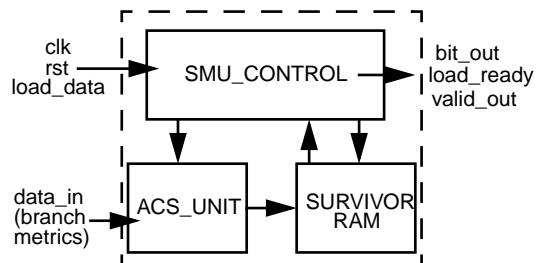 clk
rst
load_data
SMU_CONTROL
bit_out
load_ready
valid_out
data_in
(branch
metrics)
ACS_UNIT
SURVIVOR
RAM